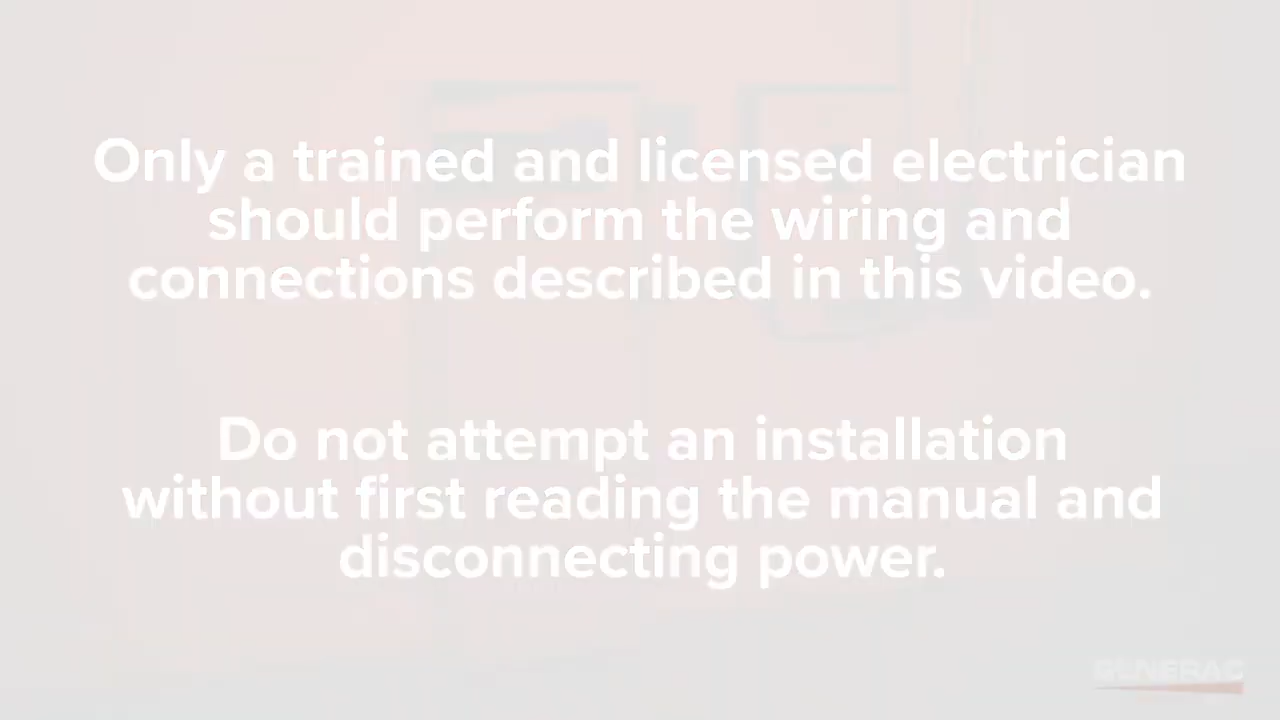 Only a trained and licensed electrician
should perform the wiring and
connections described in this video.
Do not attempt an installation
without first reading the manual and
disconnecting power.
GENERAC